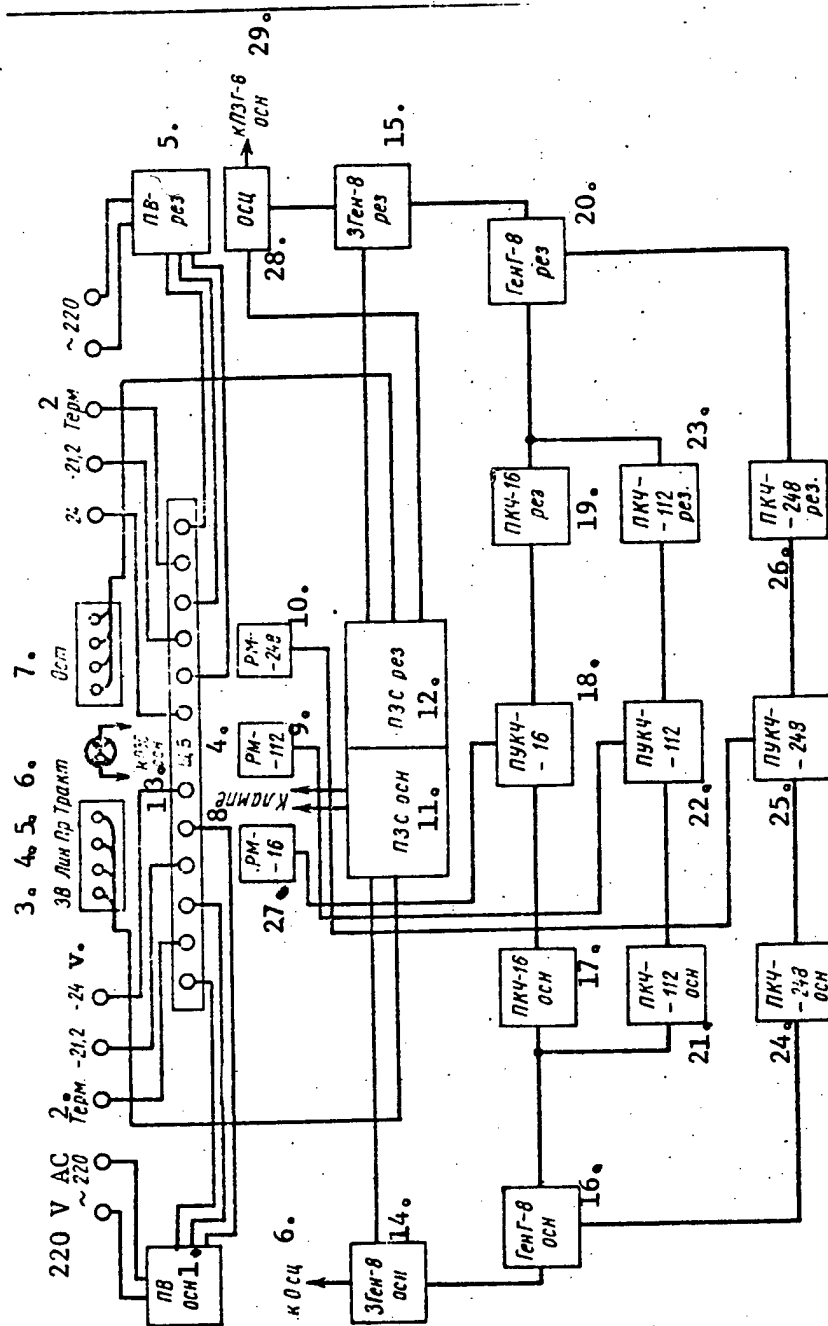 220 V AC
~ 220
2.
Терм.
-21,2
-24
v.
3. 4. 5. 6.
ЗВ Лин Пр Тракт
7.
Ост
24
-21,2
2
Терм
~ 220
ПВ
осн
1.
8
13.
4.
ПВ-
рез
5.
29.
кПЗГ-8
осн
ОСЦ
28.
РМ-
-16
27.
К лампе
РМ-
-112
9.
РМ-
-248
10.
6.
к Осц
ЗГен-8
осн
14.
ПЗС осн
11.
ПЗС рез
12.
ЗГен-8
рез
15.
ГенГ-8
осн
16.
ПКЧ-16
осн
17.
ПУКЧ-
- 16
18.
ПКЧ-16
рез
19.
ГенГ-8
рез
20.
ПКЧ-
-112
осн
21.
ПУКЧ-
-112
22.
ПКЧ-
-112
рез.
23.
ПКЧ-
-248
осн
24.
ПУКЧ-
-248
25.
ПКЧ-
-248
рез.
26.